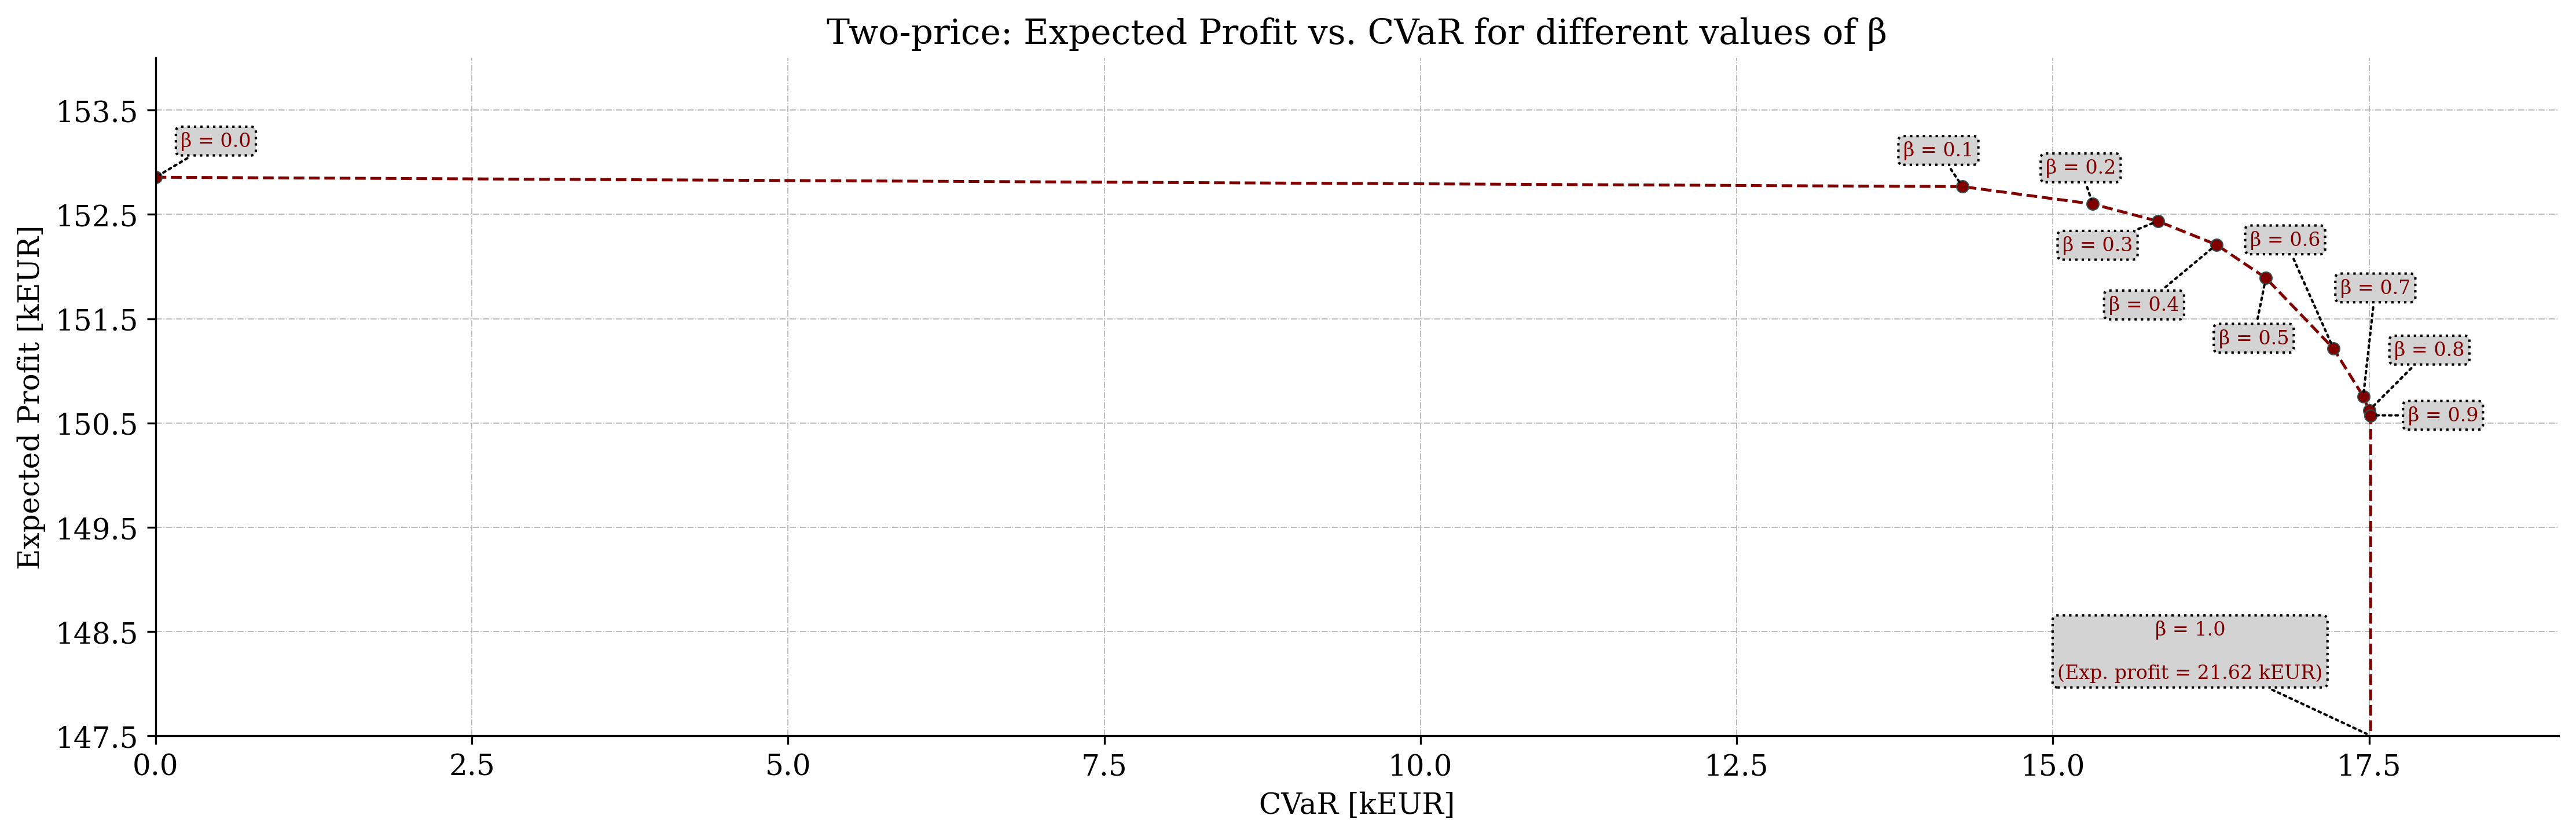 Two-price: Expected Profit vs. CVaR for different values of β
Expected Profit [kEUR]
153.5
152.5
151.5
150.5
149.5
148.5
147.5
β = 0.0
β = 0.1
β = 0.2
β = 0.3
β = 0.4
β = 0.5
β = 0.6
β = 0.7
β = 0.8
β = 0.9
β = 1.0
(Exp. profit = 21.62 kEUR)
0.0
2.5
5.0
7.5
10.0
12.5
15.0
17.5
CVaR [kEUR]